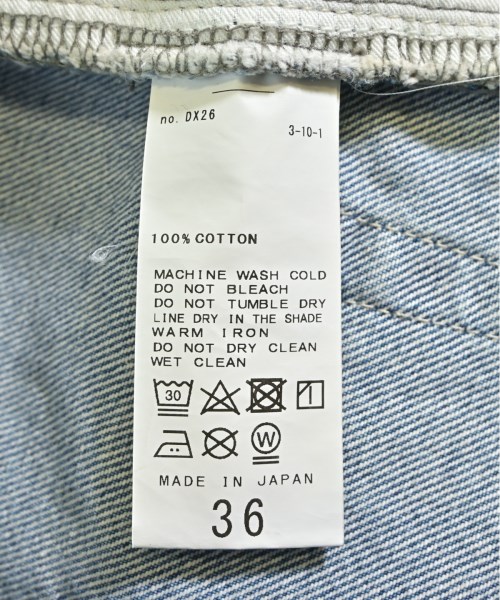 no. DX26
3-10-1
100% COTTON
MACHINE WASH COLD
DO NOT BLEACH
DO NOT TUMBLE DRY
LINE DRY IN THE SHADE
WARM IRON
DO NOT DRY CLEAN
WET CLEAN
30
W
MADE IN JAPAN
36